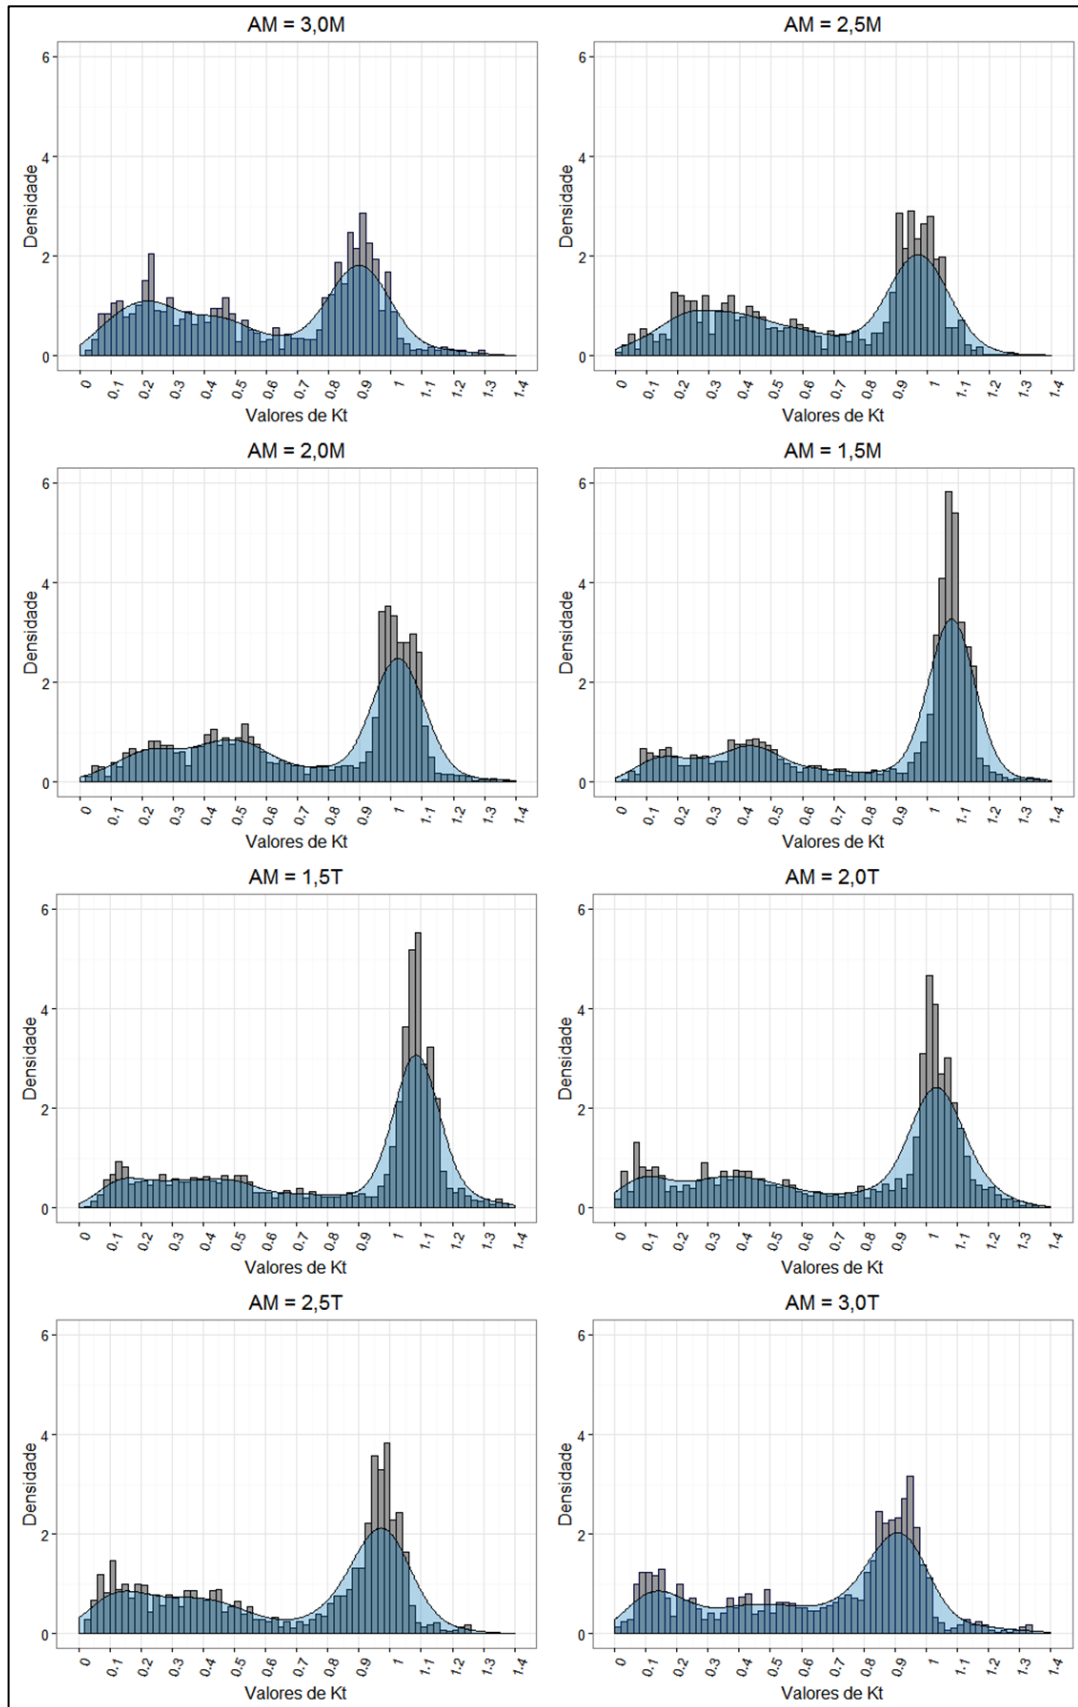 AM = 3,0M
6
4
2
0
Densidade
0 0.1 0.2 0.3 0.4 0.5 0.6 0.7 0.8 0.9 1 1.1 1.2 1.3 1.4
Valores de Kt
AM = 2,5M
6
4
2
0
Densidade
0 0.1 0.2 0.3 0.4 0.5 0.6 0.7 0.8 0.9 1 1.1 1.2 1.3 1.4
Valores de Kt
AM = 2,0M
6
4
2
0
Densidade
0 0.1 0.2 0.3 0.4 0.5 0.6 0.7 0.8 0.9 1 1.1 1.2 1.3 1.4
Valores de Kt
AM = 1,5M
6
4
2
0
Densidade
0 0.1 0.2 0.3 0.4 0.5 0.6 0.7 0.8 0.9 1 1.1 1.2 1.3 1.4
Valores de Kt
AM = 1,5T
6
4
2
0
Densidade
0 0.1 0.2 0.3 0.4 0.5 0.6 0.7 0.8 0.9 1 1.1 1.2 1.3 1.4
Valores de Kt
AM = 2,0T
6
4
2
0
Densidade
0 0.1 0.2 0.3 0.4 0.5 0.6 0.7 0.8 0.9 1 1.1 1.2 1.3 1.4
Valores de Kt
AM = 2,5T
6
4
2
0
Densidade
0 0.1 0.2 0.3 0.4 0.5 0.6 0.7 0.8 0.9 1 1.1 1.2 1.3 1.4
Valores de Kt
AM = 3,0T
6
4
2
0
Densidade
0 0.1 0.2 0.3 0.4 0.5 0.6 0.7 0.8 0.9 1 1.1 1.2 1.3 1.4
Valores de Kt